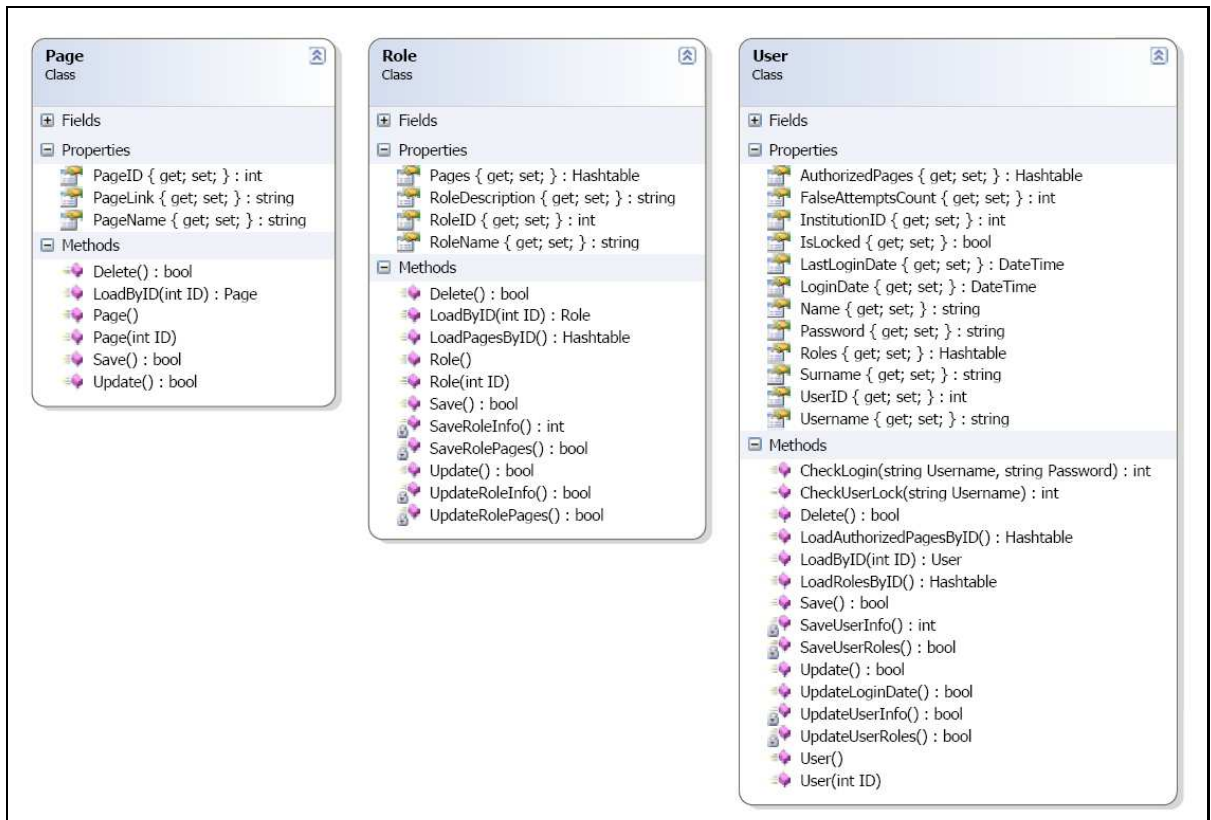 Page
Class
Fields
Properties
PageID { get; set; } : int
PageLink { get; set; } : string
PageName { get; set; } : string
Methods
Delete() : bool
LoadByID(int ID) : Page
Page()
Page(int ID)
Save() : bool
Update() : bool
Role
Class
Fields
Properties
Pages { get; set; } : Hashtable
RoleDescription { get; set; } : string
RoleID { get; set; } : int
RoleName { get; set; } : string
Methods
Delete() : bool
LoadByID(int ID) : Role
LoadPagesByID() : Hashtable
Role()
Role(int ID)
Save() : bool
SaveRoleInfo() : int
SaveRolePages() : bool
Update() : bool
UpdateRoleInfo() : bool
UpdateRolePages() : bool
User
Class
Fields
Properties
AuthorizedPages { get; set; } : Hashtable
FalseAttemptsCount { get; set; } : int
InstitutionID { get; set; } : int
IsLocked { get; set; } : bool
LastLoginDate { get; set; } : DateTime
LoginDate { get; set; } : DateTime
Name { get; set; } : string
Password { get; set; } : string
Roles { get; set; } : Hashtable
Surname { get; set; } : string
UserID { get; set; } : int
Username { get; set; } : string
Methods
CheckLogin(string Username, string Password) : int
CheckUserLock(string Username) : int
Delete() : bool
LoadAuthorizedPagesByID() : Hashtable
LoadByID(int ID) : User
LoadRolesByID() : Hashtable
Save() : bool
SaveUserInfo() : int
SaveUserRoles() : bool
Update() : bool
UpdateLoginDate() : bool
UpdateUserInfo() : bool
UpdateUserRoles() : bool
User()
User(int ID)